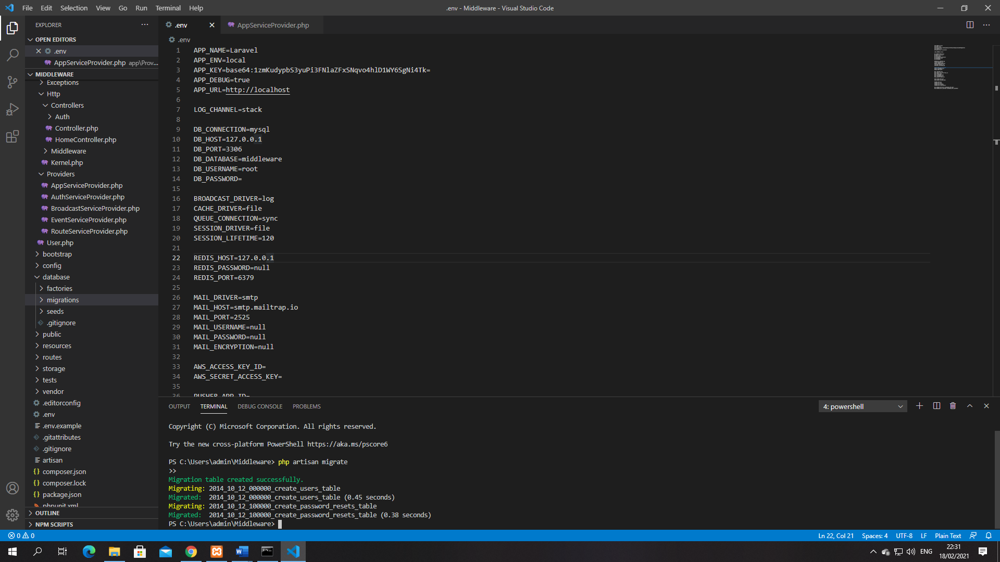 File Edit Selection View Go Run Terminal Help
.env - Middleware - Visual Studio Code
EXPLORER
OPEN EDITORS
.env
AppServiceProvider.php app\Prov...
MIDDLEWARE
Exceptions
Http
Controllers
Auth
Controller.php
HomeController.php
Middleware
Kernel.php
Providers
AppServiceProvider.php
AuthServiceProvider.php
BroadcastServiceProvider.php
EventServiceProvider.php
RouteServiceProvider.php
User.php
bootstrap
config
database
factories
migrations
seeds
.gitignore
public
resources
routes
storage
tests
vendor
.editorconfig
.env
.env.example
.gitattributes
.gitignore
artisan
composer.json
composer.lock
package.json
phpunit.xml
OUTLINE
NPM SCRIPTS
.env AppServiceProvider.php
.env
1 APP_NAME=Laravel
2 APP_ENV=local
3 APP_KEY=base64:1zmKudypbS3yuPi3FNlaZFxSNqvo4hlD1WY6SgNi4Tk=
4 APP_DEBUG=true
5 APP_URL=http://localhost
6
7 LOG_CHANNEL=stack
8
9 DB_CONNECTION=mysql
10 DB_HOST=127.0.0.1
11 DB_PORT=3306
12 DB_DATABASE=middleware
13 DB_USERNAME=root
14 DB_PASSWORD=
15
16 BROADCAST_DRIVER=log
17 CACHE_DRIVER=file
18 QUEUE_CONNECTION=sync
19 SESSION_DRIVER=file
20 SESSION_LIFETIME=120
21
22 REDIS_HOST=127.0.0.1
23 REDIS_PASSWORD=null
24 REDIS_PORT=6379
25
26 MAIL_DRIVER=smtp
27 MAIL_HOST=smtp.mailtrap.io
28 MAIL_PORT=2525
29 MAIL_USERNAME=null
30 MAIL_PASSWORD=null
31 MAIL_ENCRYPTION=null
32
33 AWS_ACCESS_KEY_ID=
34 AWS_SECRET_ACCESS_KEY=
35
36 PUSHER_APP_ID=
OUTPUT TERMINAL DEBUG CONSOLE PROBLEMS
4: powershell
Copyright (C) Microsoft Corporation. All rights reserved.
Try the new cross-platform PowerShell https://aka.ms/pscore6
PS C:\Users\admin\Middleware> php artisan migrate
>>
Migration table created successfully.
Migrating: 2014_10_12_000000_create_users_table
Migrated:  2014_10_12_000000_create_users_table (0.45 seconds)
Migrating: 2014_10_12_100000_create_password_resets_table
Migrated:  2014_10_12_100000_create_password_resets_table (0.38 seconds)
PS C:\Users\admin\Middleware>
0 0
Ln 22, Col 21 Spaces: 4 UTF-8 LF Plain Text
ENG
22:31
18/02/2021